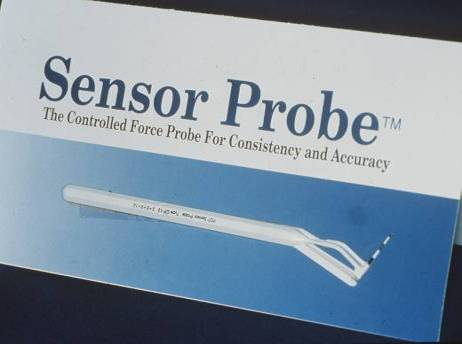 Sensor Probe™
The Controlled Force Probe For Consistency and Accuracy